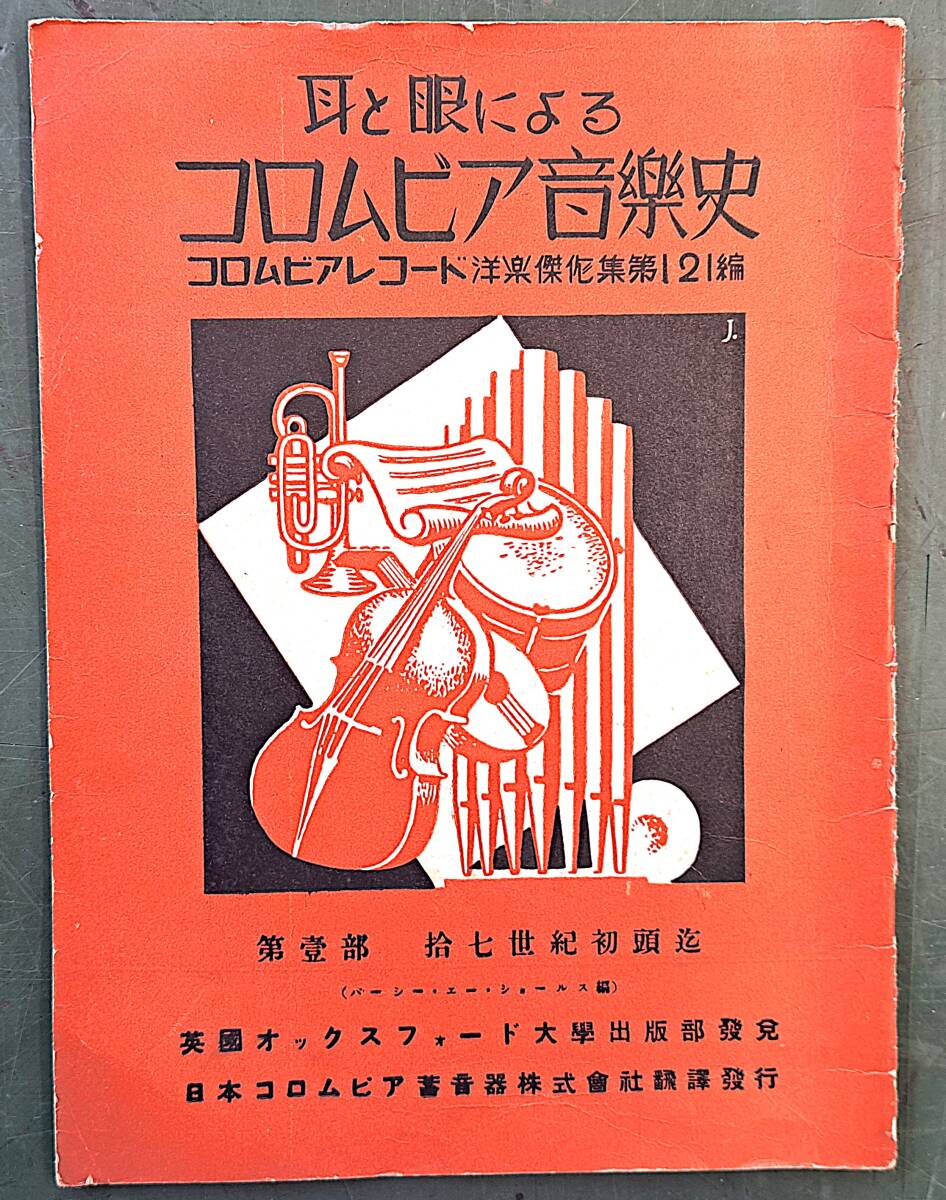 耳と眼による
コロムビア音樂史
コロムビアレコード洋楽傑作集第121編
J.
第壹部 拾七世紀初頭迄
(パーシー・エー・ショールス編)
英國オックスフォード大學出版部發兌
日本コロムビア蓄音器株式會社飜譯發行